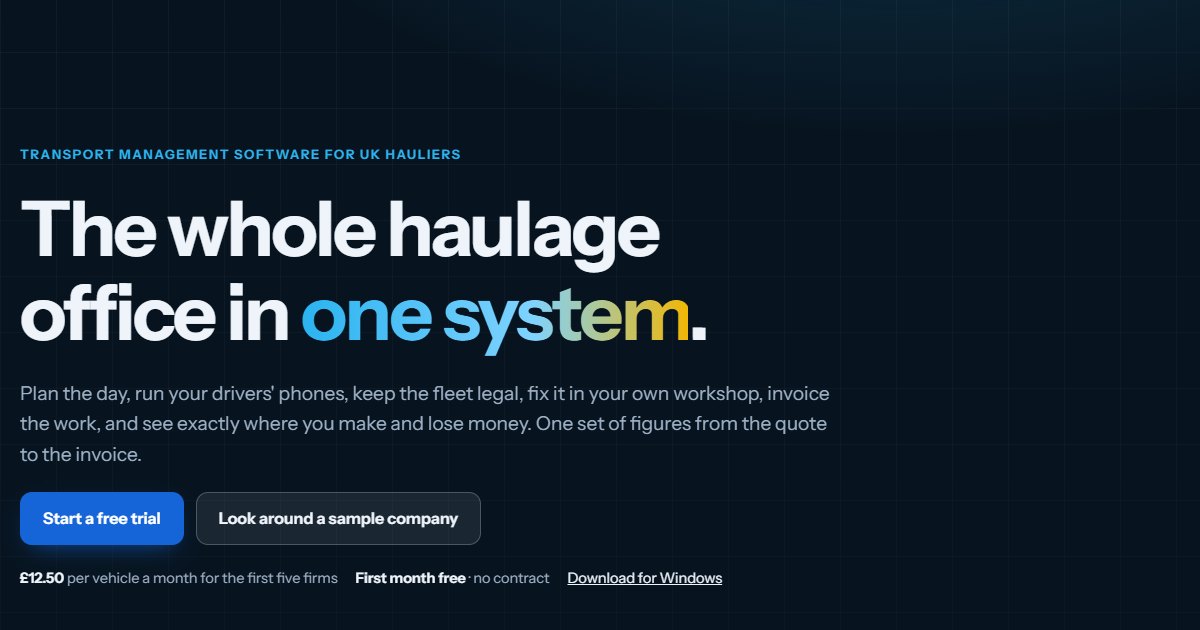 TRANSPORT MANAGEMENT SOFTWARE FOR UK HAULIERS
The whole haulage
office in one system.
Plan the day, run your drivers' phones, keep the fleet legal, fix it in your own workshop, invoice
the work, and see exactly where you make and lose money. One set of figures from the quote
to the invoice.
Start a free trial
Look around a sample company
£12.50 per vehicle a month for the first five firms
First month free · no contract
Download for Windows